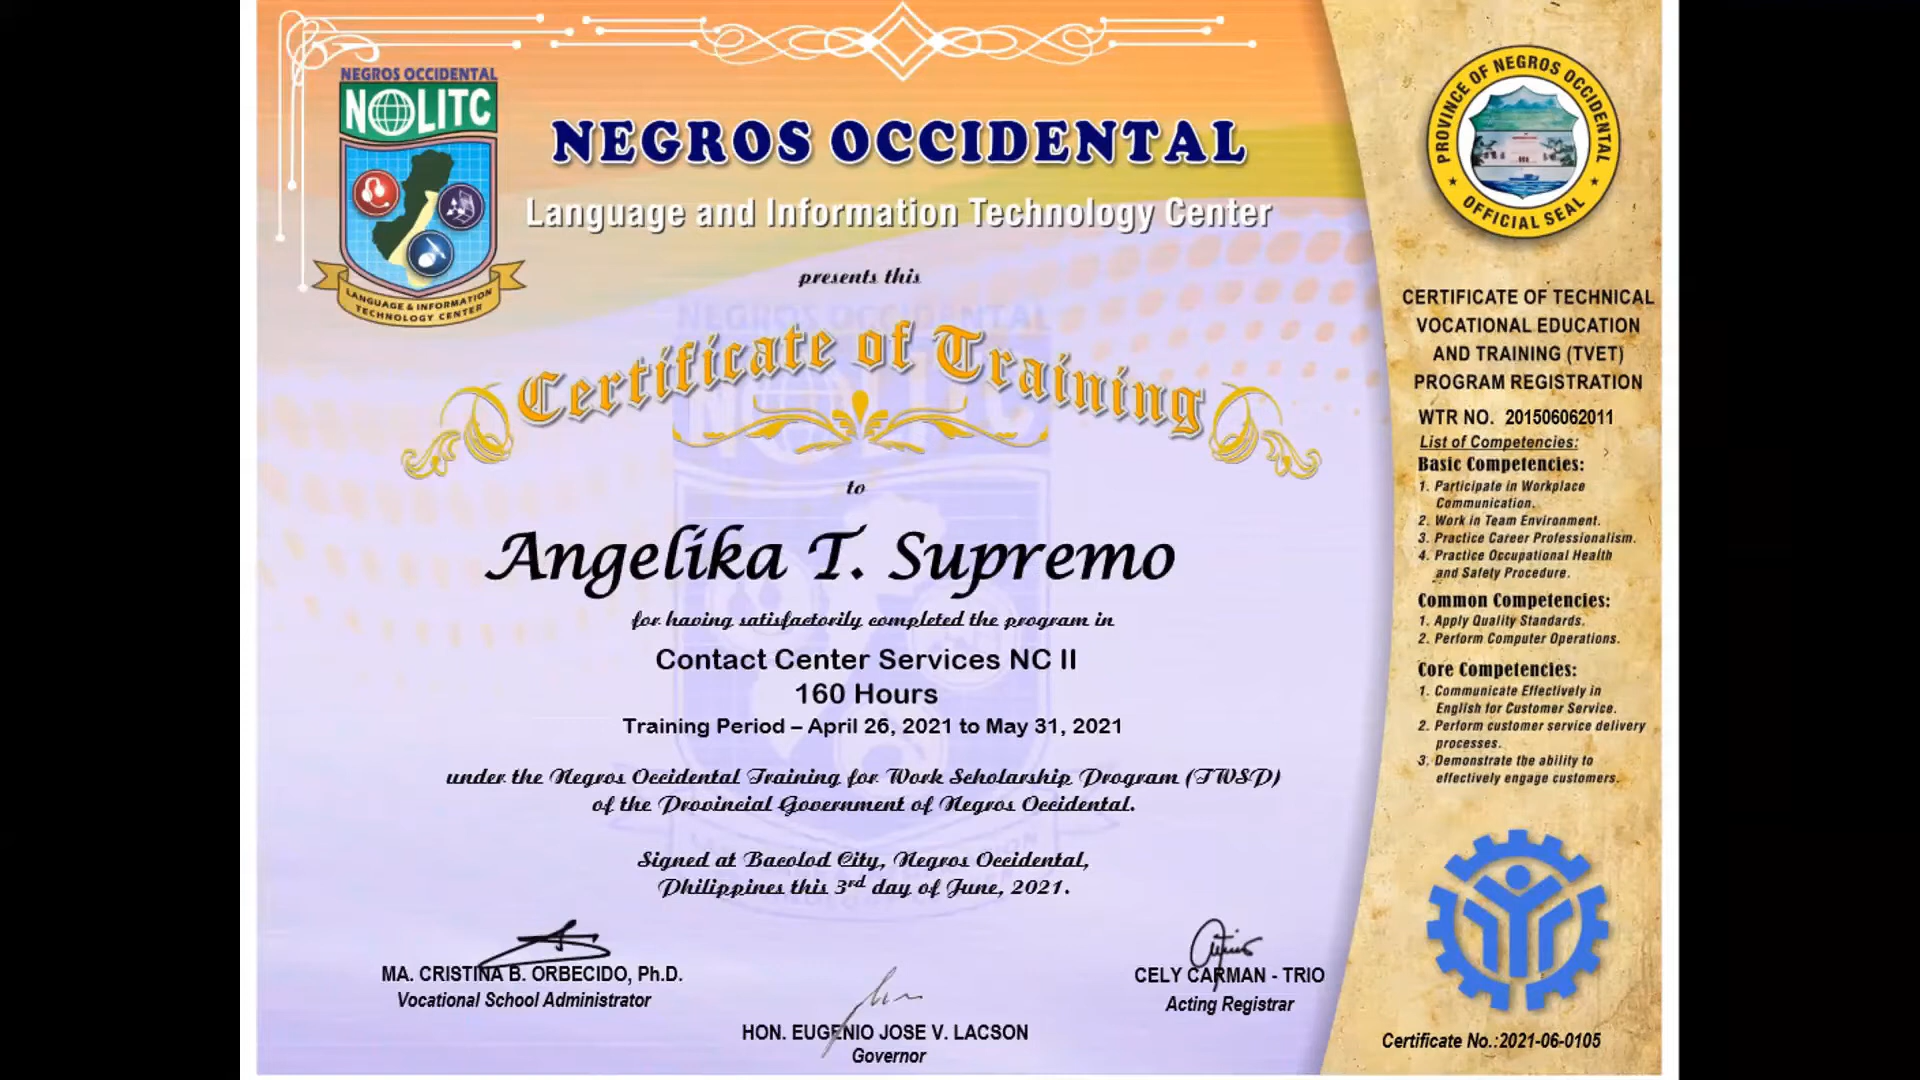 NEGROS OCCIDENTAL
NOLITC
LANGUAGE & INFORMATION
TECHNOLOGY CENTER
NEGROS OCCIDENTAL
Language and Information Technology Center
presents this
Certificate of Training
to
Angelika T. Supremo
for having satisfactorily completed the program in
Contact Center Services NC II
160 Hours
Training Period – April 26, 2021 to May 31, 2021
under the Negros Occidental Training for Work Scholarship Program (TWSP)
of the Provincial Government of Negros Occidental.
Signed at Bacolod City, Negros Occidental,
Philippines this 3rd day of June, 2021.
MA. CRISTINA B. ORBECIDO, Ph.D.
Vocational School Administrator
HON. EUGENIO JOSE V. LACSON
Governor
CELY CARMAN - TRIO
Acting Registrar
PROVINCE OF NEGROS OCCIDENTAL
OFFICIAL SEAL
CERTIFICATE OF TECHNICAL
VOCATIONAL EDUCATION
AND TRAINING (TVET)
PROGRAM REGISTRATION
WTR NO. 201506062011
List of Competencies:
Basic Competencies:
1. Participate in Workplace
Communication.
2. Work in Team Environment.
3. Practice Career Professionalism.
4. Practice Occupational Health
and Safety Procedure.
Common Competencies:
1. Apply Quality Standards.
2. Perform Computer Operations.
Core Competencies:
1. Communicate Effectively in
English for Customer Service.
2. Perform customer service delivery
processes.
3. Demonstrate the ability to
effectively engage customers.
Certificate No.:2021-06-0105